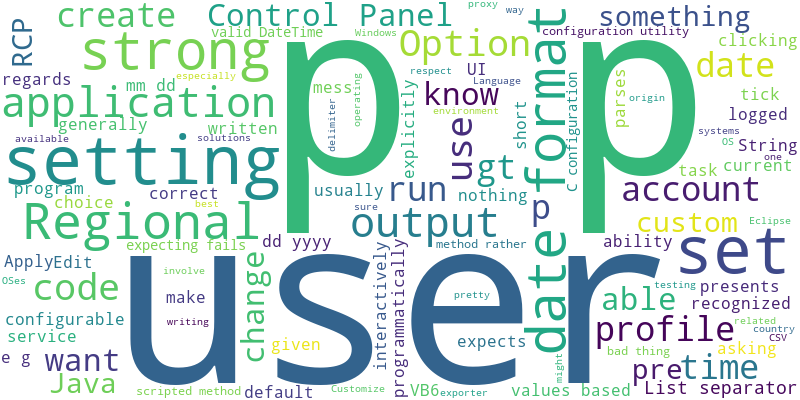 create
Control Panel
proxy
way
something
RCP
strong
valid DateTime
Windows
configuration utility
Option
clicking
regards
mm dd
especially
mess
respect
UI
date
application
operating
know
Language
environment
explicitly
parses
tick
generally
written
delimiter
use
short
date format
C configuration
origin
logged
available
solutions
String
systems
OS
one
setting
p p
gt
task
current
program
correct
usually
run
nothing
account
choice
best
Regional
output
p
custom
Eclipse
expecting fails
dd yyyy
sure
method rather
ability
set
Apply
Edit
involve
change
interactively
programmatically
user
OSes
code
make
pretty
able
testing
presents
configurable
writing
expects
profile
recognized
service
given
related
country
CSV
e g
want
pre
time
bad thing
asking
might
Java
scripted method
default
Customize
VB6
exporter
values based
List separator